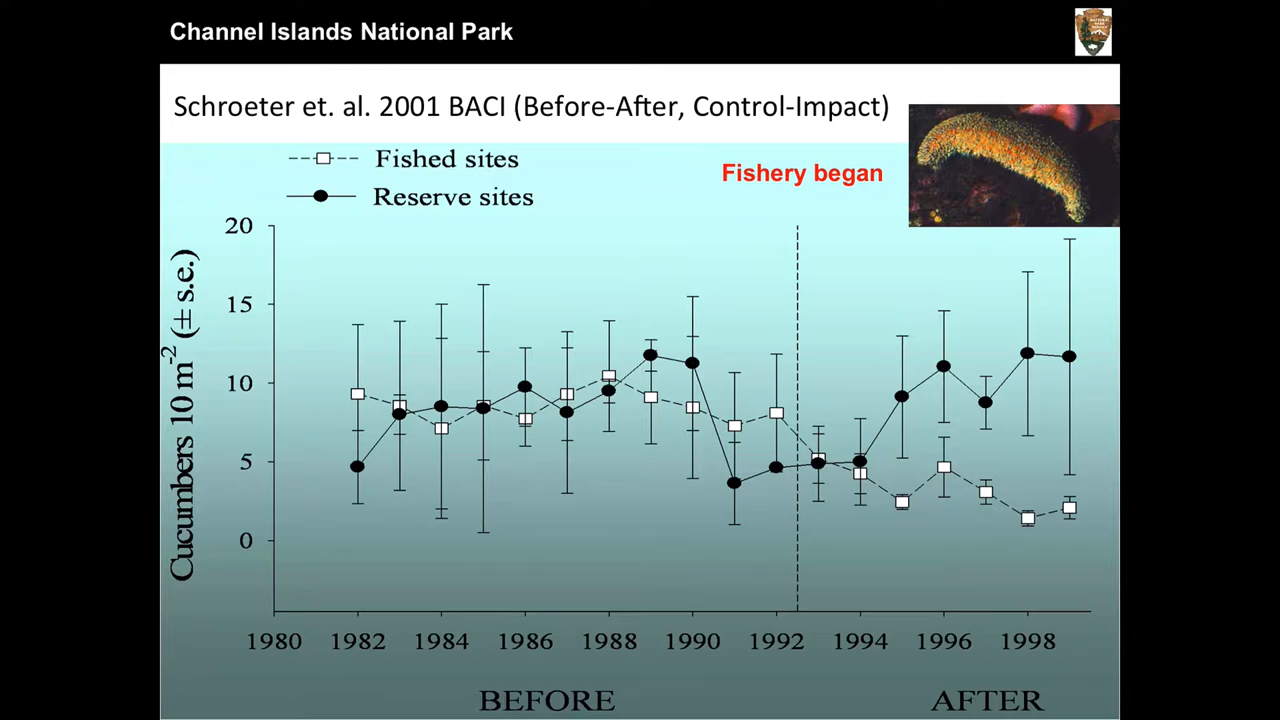 Channel Islands National Park
Schroeter et. al. 2001 BACI (Before-After, Control-Impact)
Fished sites
Fishery began
Reserve sites
20
15
10
5
0
Cucumbers 10 m-2 (± s.e.)
1980 1982 1984 1986 1988 1990 1992 1994 1996 1998
BEFORE AFTER